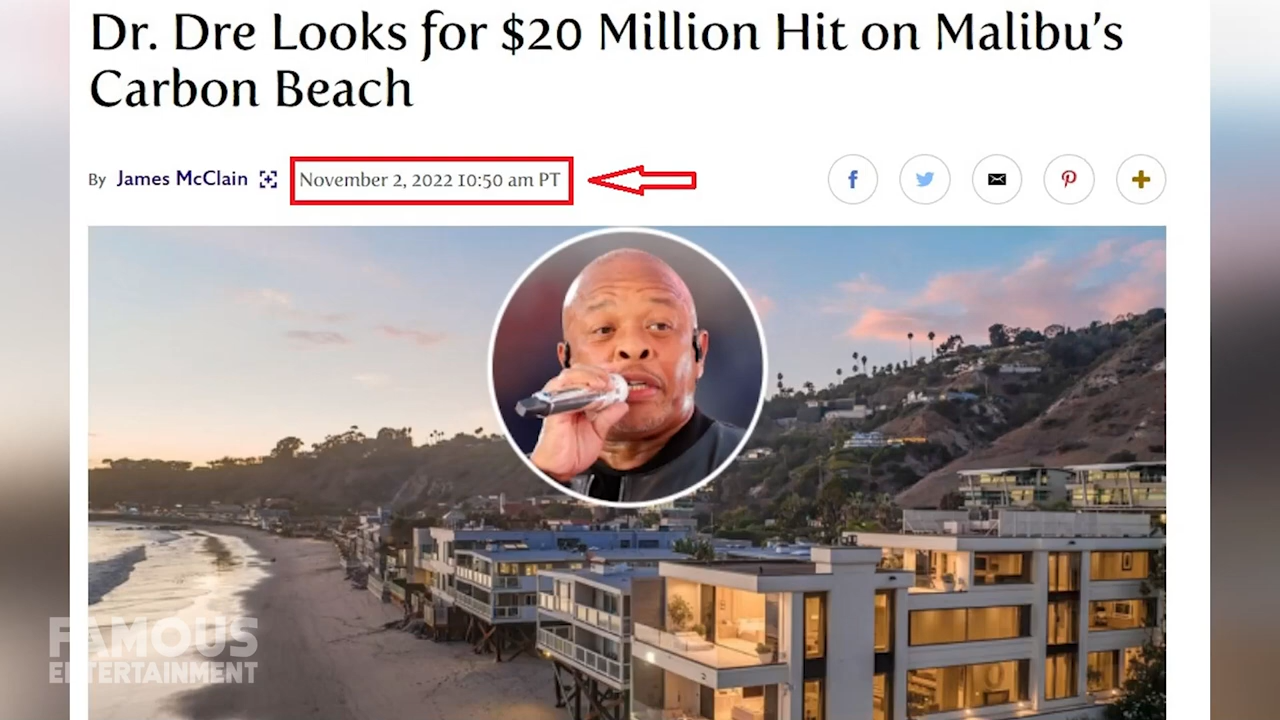 Dr. Dre Looks for $20 Million Hit on Malibu's
Carbon Beach
By James McClain
November 2, 2022 10:50 am PT
FAMOUS
ENTERTAINMENT